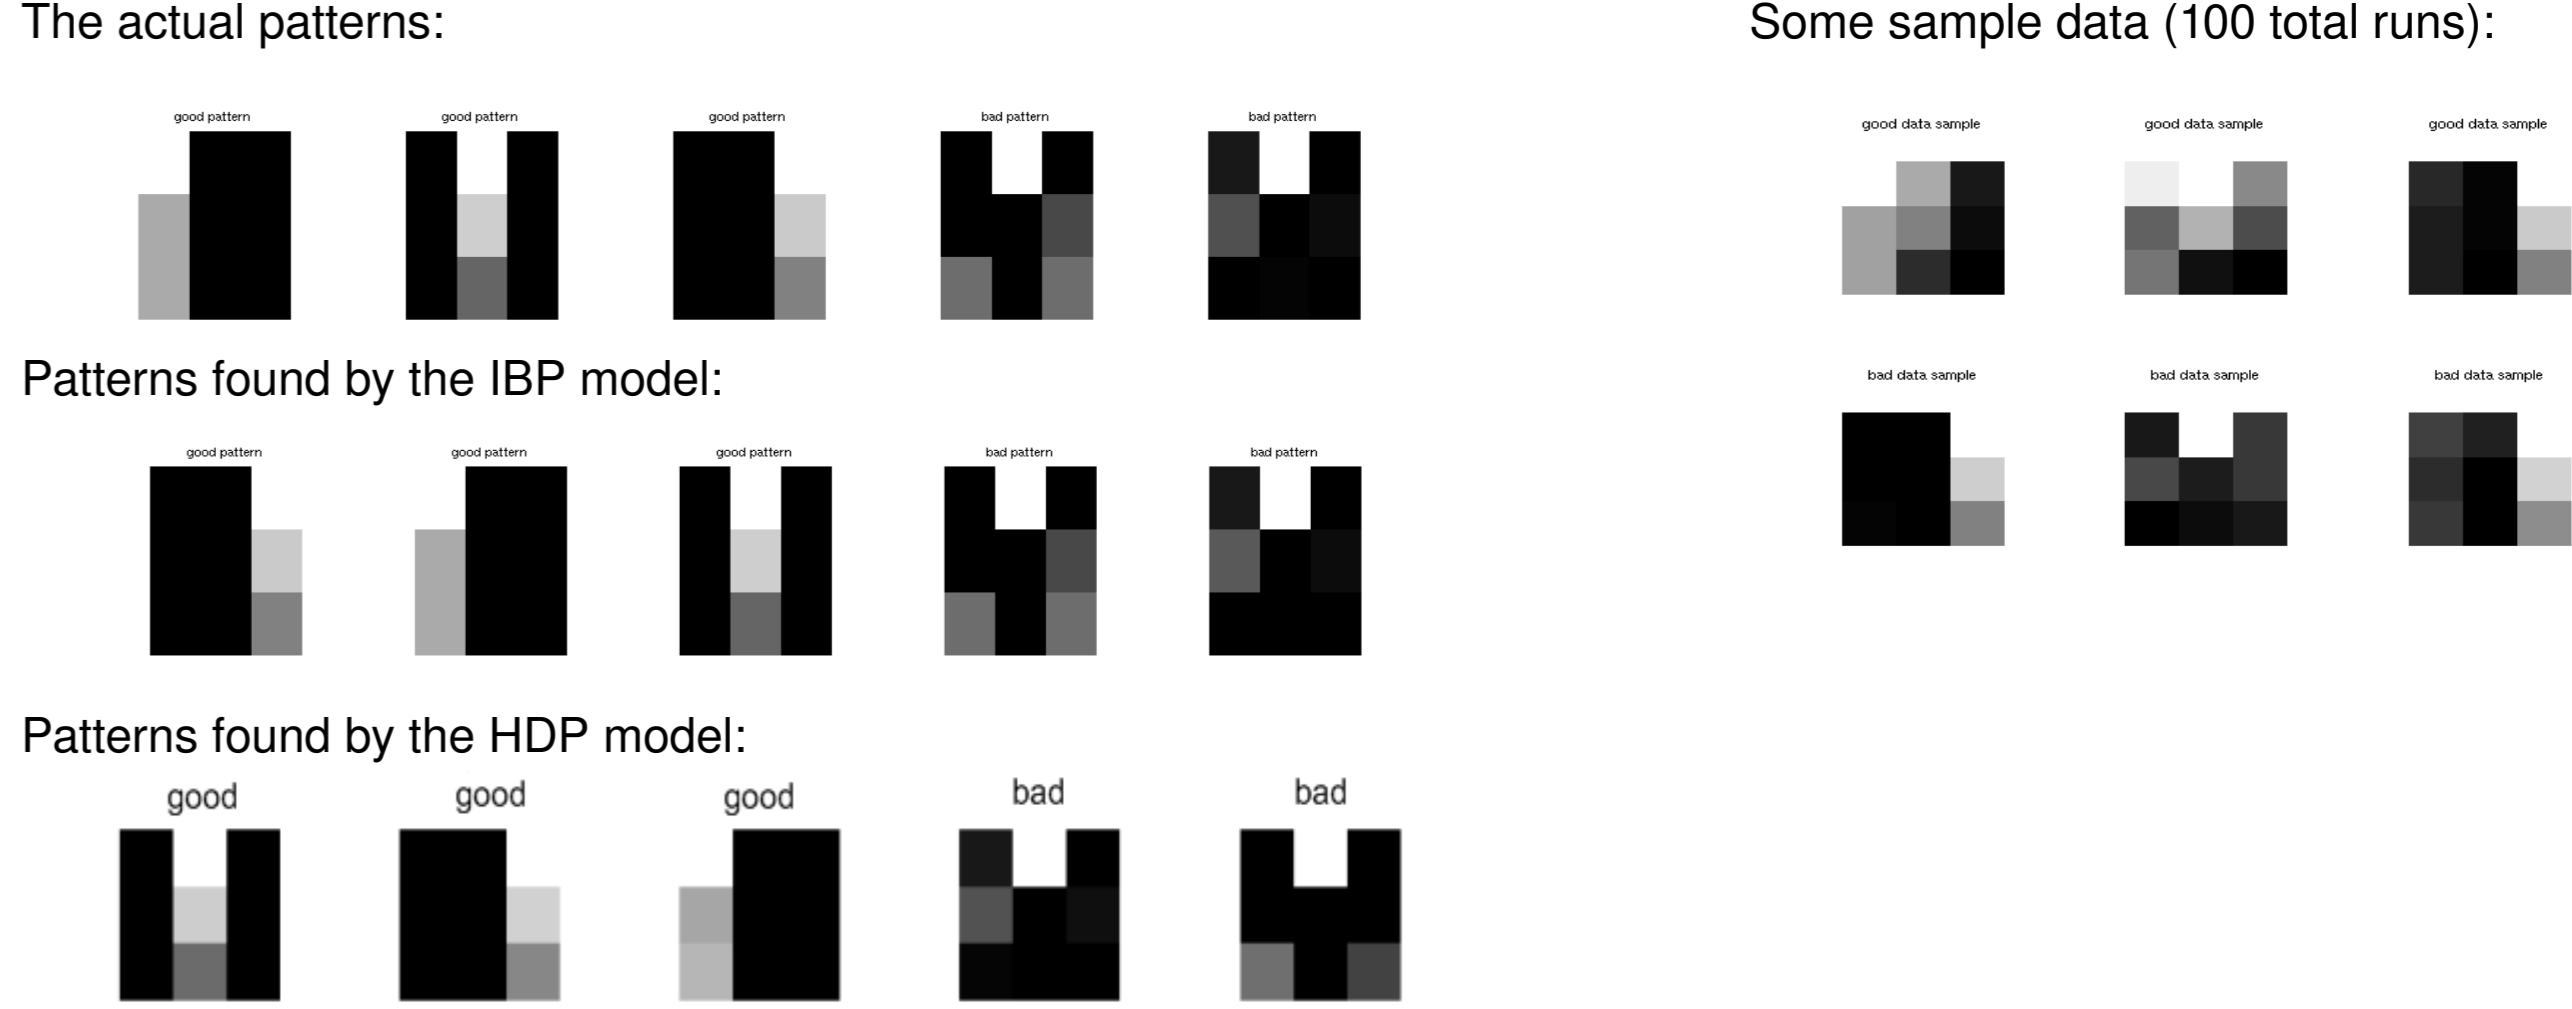 The actual patterns:
good pattern
good pattern
good pattern
bad pattern
bad pattern
Patterns found by the IBP model:
good pattern
good pattern
good pattern
bad pattern
bad pattern
Patterns found by the HDP model:
good
good
good
bad
bad
Some sample data (100 total runs):
good data sample
good data sample
good data sample
bad data sample
bad data sample
bad data sample